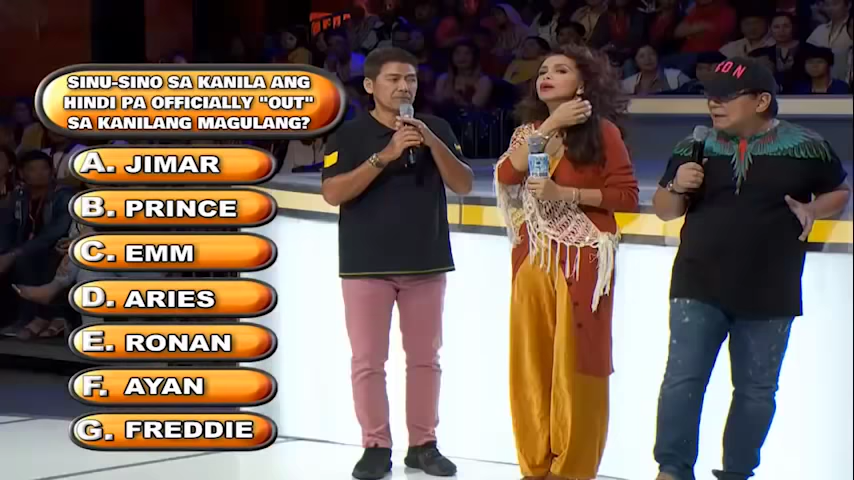 SINU-SINO SA KANILA ANG
HINDI PA OFFICIALLY "OUT"
SA KANILANG MAGULANG?
A. JIMAR
B. PRINCE
C. EMM
D. ARIES
E. RONAN
F. AYAN
G. FREDDIE